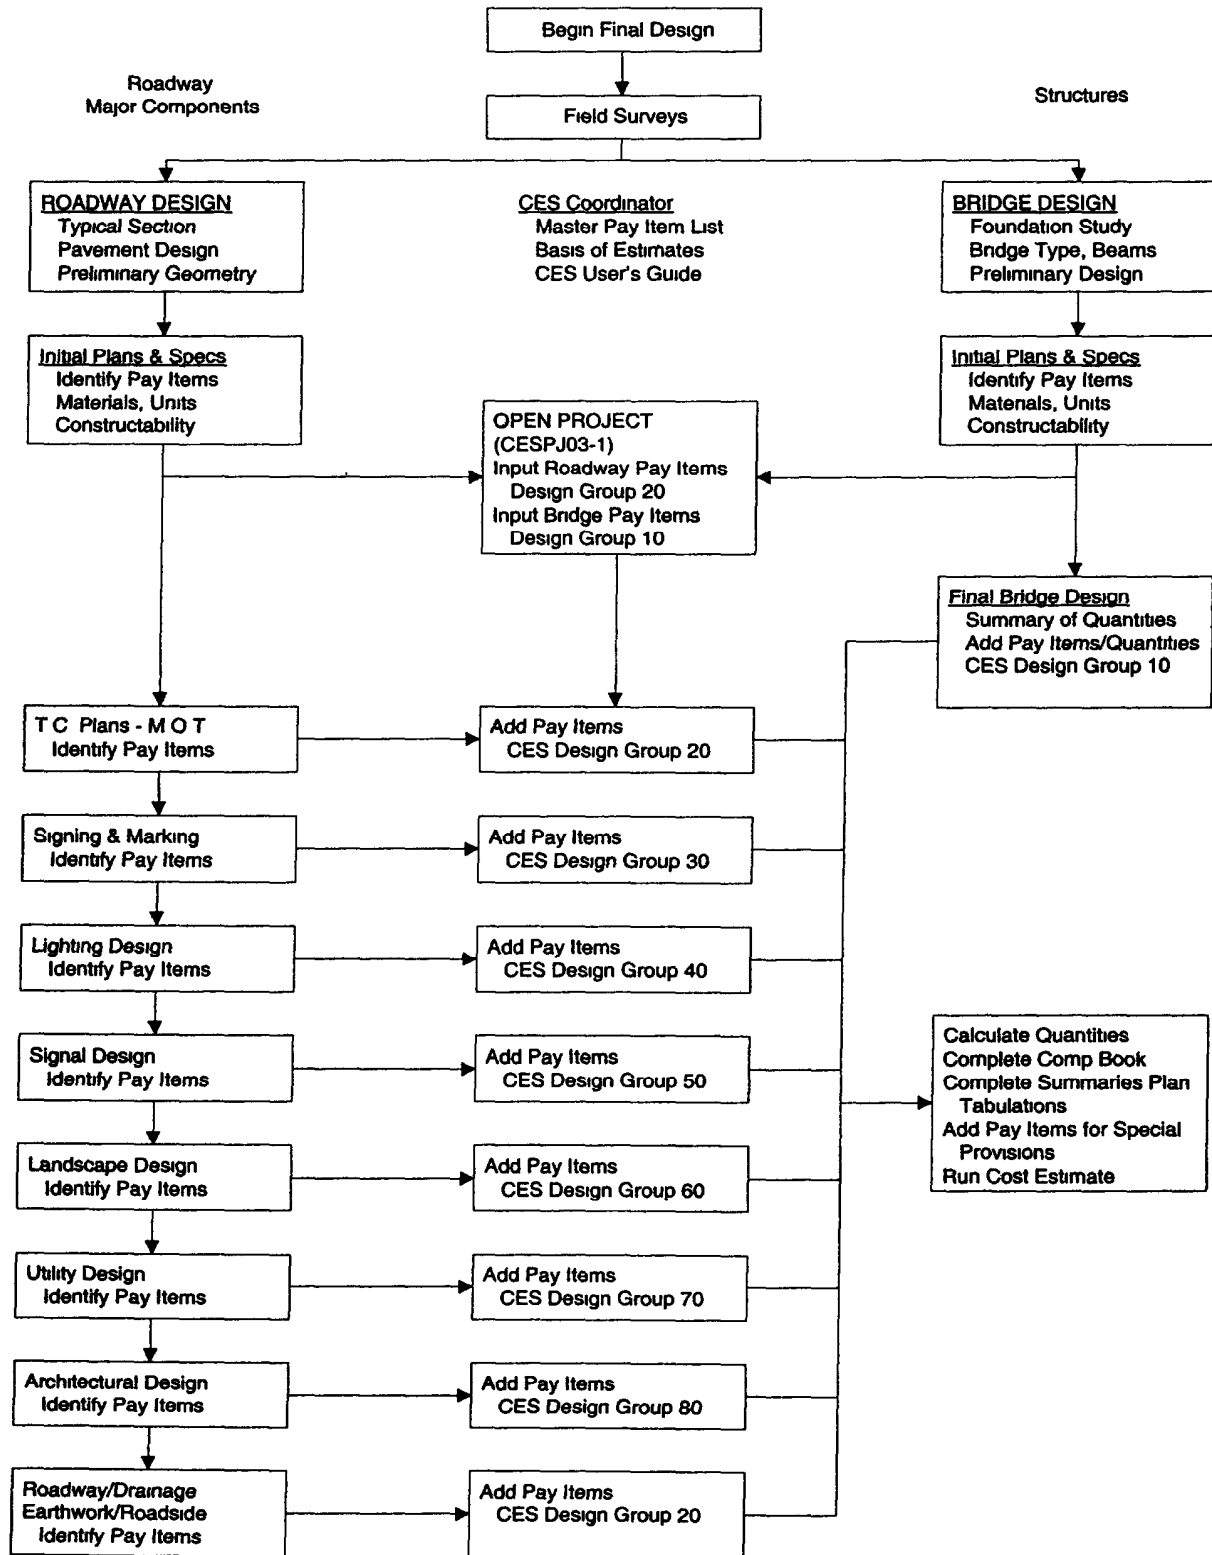 Begin Final Design
Roadway
Major Components
Field Surveys
Structures
ROADWAY DESIGN
Typical Section
Pavement Design
Preliminary Geometry
CES Coordinator
Master Pay Item List
Basis of Estimates
CES User's Guide
BRIDGE DESIGN
Foundation Study
Bridge Type, Beams
Preliminary Design
Initial Plans & Specs
Identify Pay Items
Materials, Units
Constructability
Initial Plans & Specs
Identify Pay Items
Materials, Units
Constructability
OPEN PROJECT
(CESPJ03-1)
Input Roadway Pay Items
Design Group 20
Input Bridge Pay Items
Design Group 10
Final Bridge Design
Summary of Quantities
Add Pay Items/Quantities
CES Design Group 10
T C Plans - M O T
Identify Pay Items
Add Pay Items
CES Design Group 20
Signing & Marking
Identify Pay Items
Add Pay Items
CES Design Group 30
Lighting Design
Identify Pay Items
Add Pay Items
CES Design Group 40
Signal Design
Identify Pay Items
Add Pay Items
CES Design Group 50
Calculate Quantities
Complete Comp Book
Complete Summaries Plan
Tabulations
Add Pay Items for Special
Provisions
Run Cost Estimate
Landscape Design
Identify Pay Items
Add Pay Items
CES Design Group 60
Utility Design
Identify Pay Items
Add Pay Items
CES Design Group 70
Architectural Design
Identify Pay Items
Add Pay Items
CES Design Group 80
Roadway/Drainage
Earthwork/Roadside
Identify Pay Items
Add Pay Items
CES Design Group 20